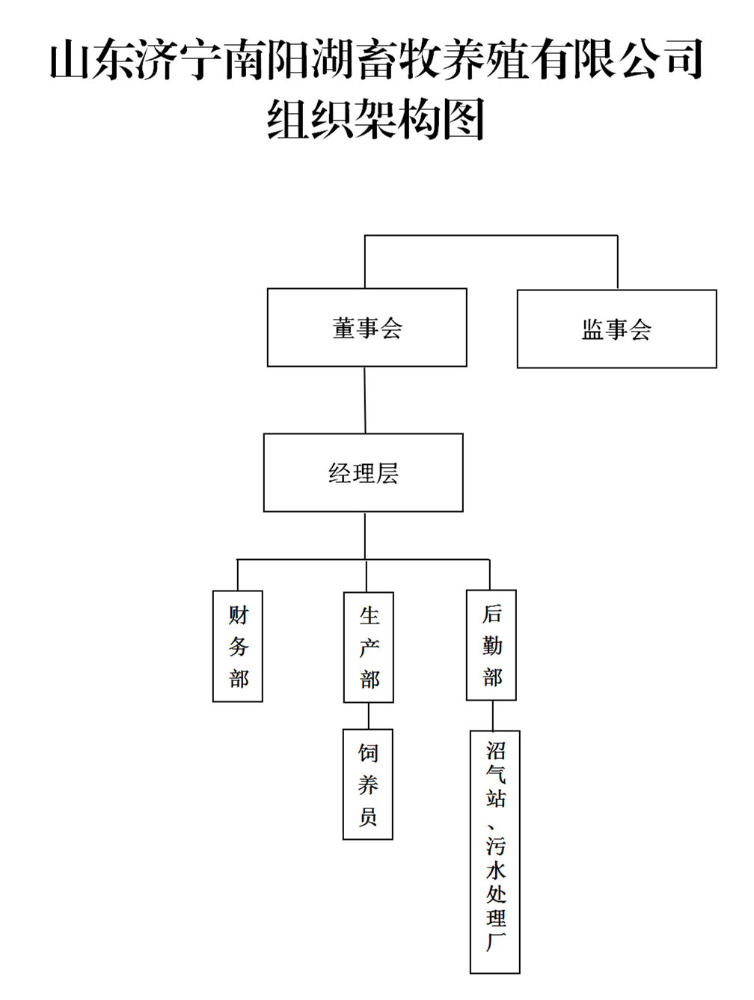 山东济宁南阳湖畜牧养殖有限公司
组织架构图
董事会
监事会
经理层
财务部
生产部
后勤部
饲养员
沼气站、污水处理厂